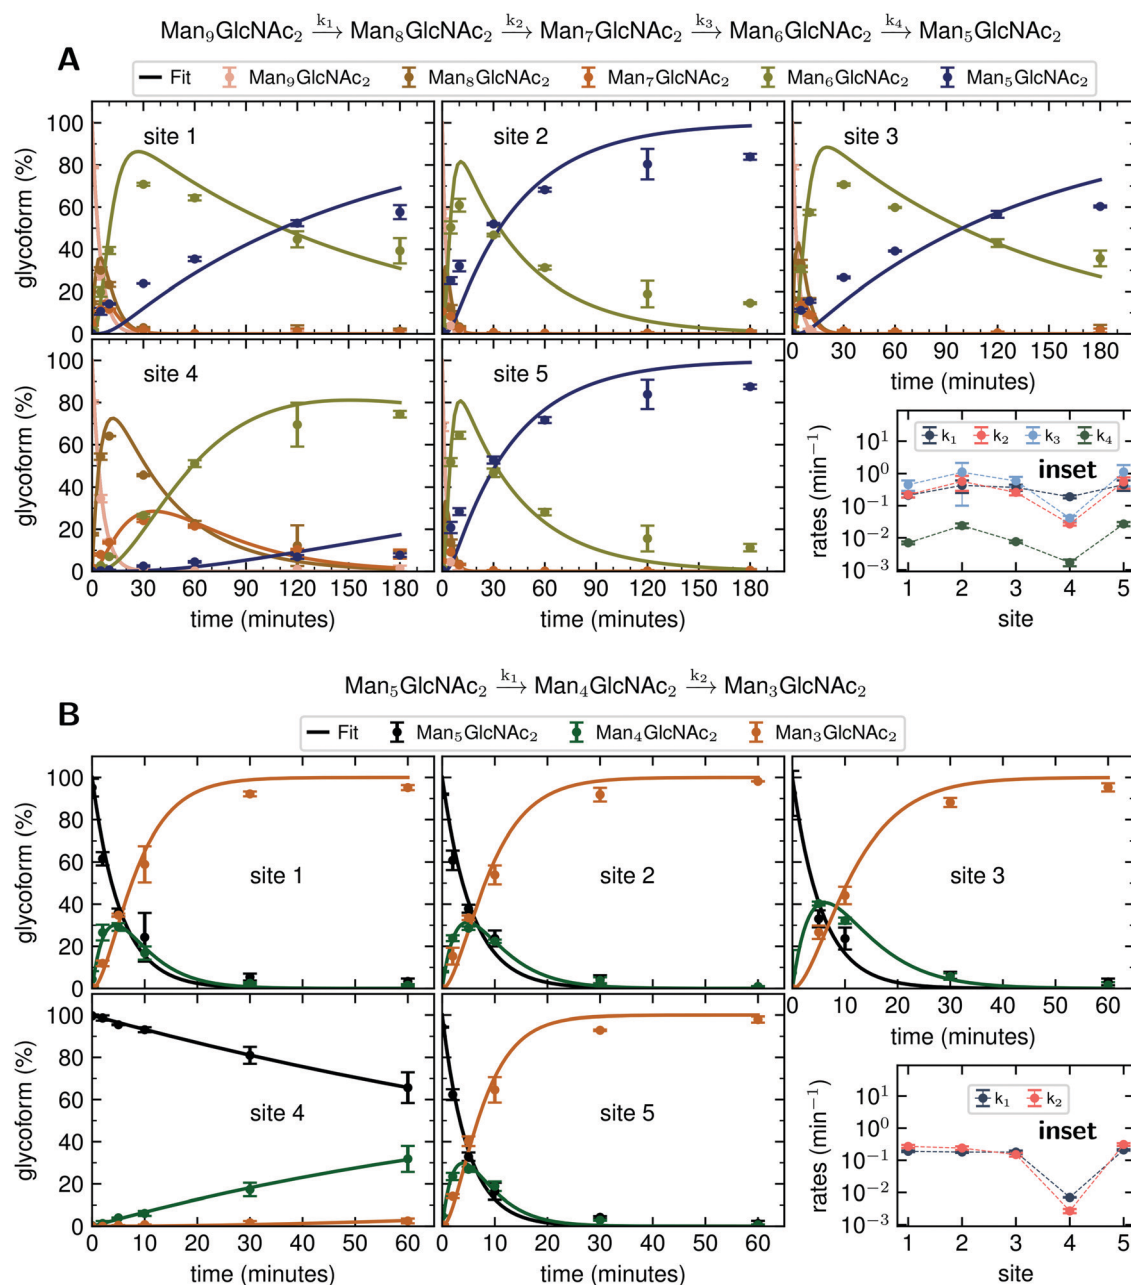 Man₉GlcNAc₂ —k₁→ Man₈GlcNAc₂ —k₂→ Man₇GlcNAc₂ —k₃→ Man₆GlcNAc₂ —k₄→ Man₅GlcNAc₂
A
Fit Man₉GlcNAc₂ Man₈GlcNAc₂ Man₇GlcNAc₂ Man₆GlcNAc₂ Man₅GlcNAc₂
glycoform (%)
100
80
60
40
20
0
site 1
site 2
site 3
0 30 60 90 120 150 180
time (minutes)
glycoform (%)
100
80
60
40
20
0
site 4
site 5
0 30 60 90 120 150 180
time (minutes)
0 30 60 90 120 150 180
time (minutes)
rates (min⁻¹)
10¹
10⁰
10⁻¹
10⁻²
10⁻³
k₁ k₂ k₃ k₄
inset
1 2 3 4 5
site
Man₅GlcNAc₂ —k₁→ Man₄GlcNAc₂ —k₂→ Man₃GlcNAc₂
B
Fit Man₅GlcNAc₂ Man₄GlcNAc₂ Man₃GlcNAc₂
glycoform (%)
100
80
60
40
20
0
site 1
site 2
site 3
0 10 20 30 40 50 60
time (minutes)
glycoform (%)
100
80
60
40
20
0
site 4
site 5
0 10 20 30 40 50 60
time (minutes)
0 10 20 30 40 50 60
time (minutes)
rates (min⁻¹)
10¹
10⁰
10⁻¹
10⁻²
10⁻³
k₁ k₂
inset
1 2 3 4 5
site